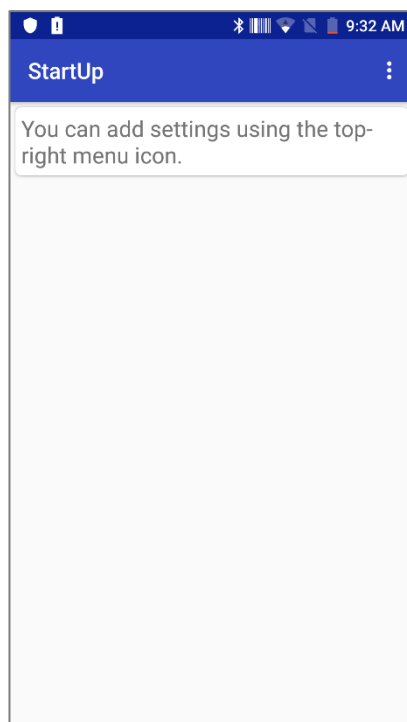 9:32 AM
StartUp
You can add settings using the top-
right menu icon.